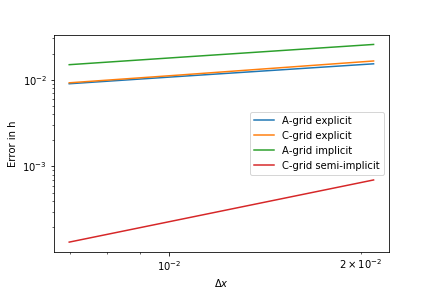 Error in h
10⁻²
10⁻³
A-grid explicit
C-grid explicit
A-grid implicit
C-grid semi-implicit
10⁻²
2 × 10⁻²
Δx